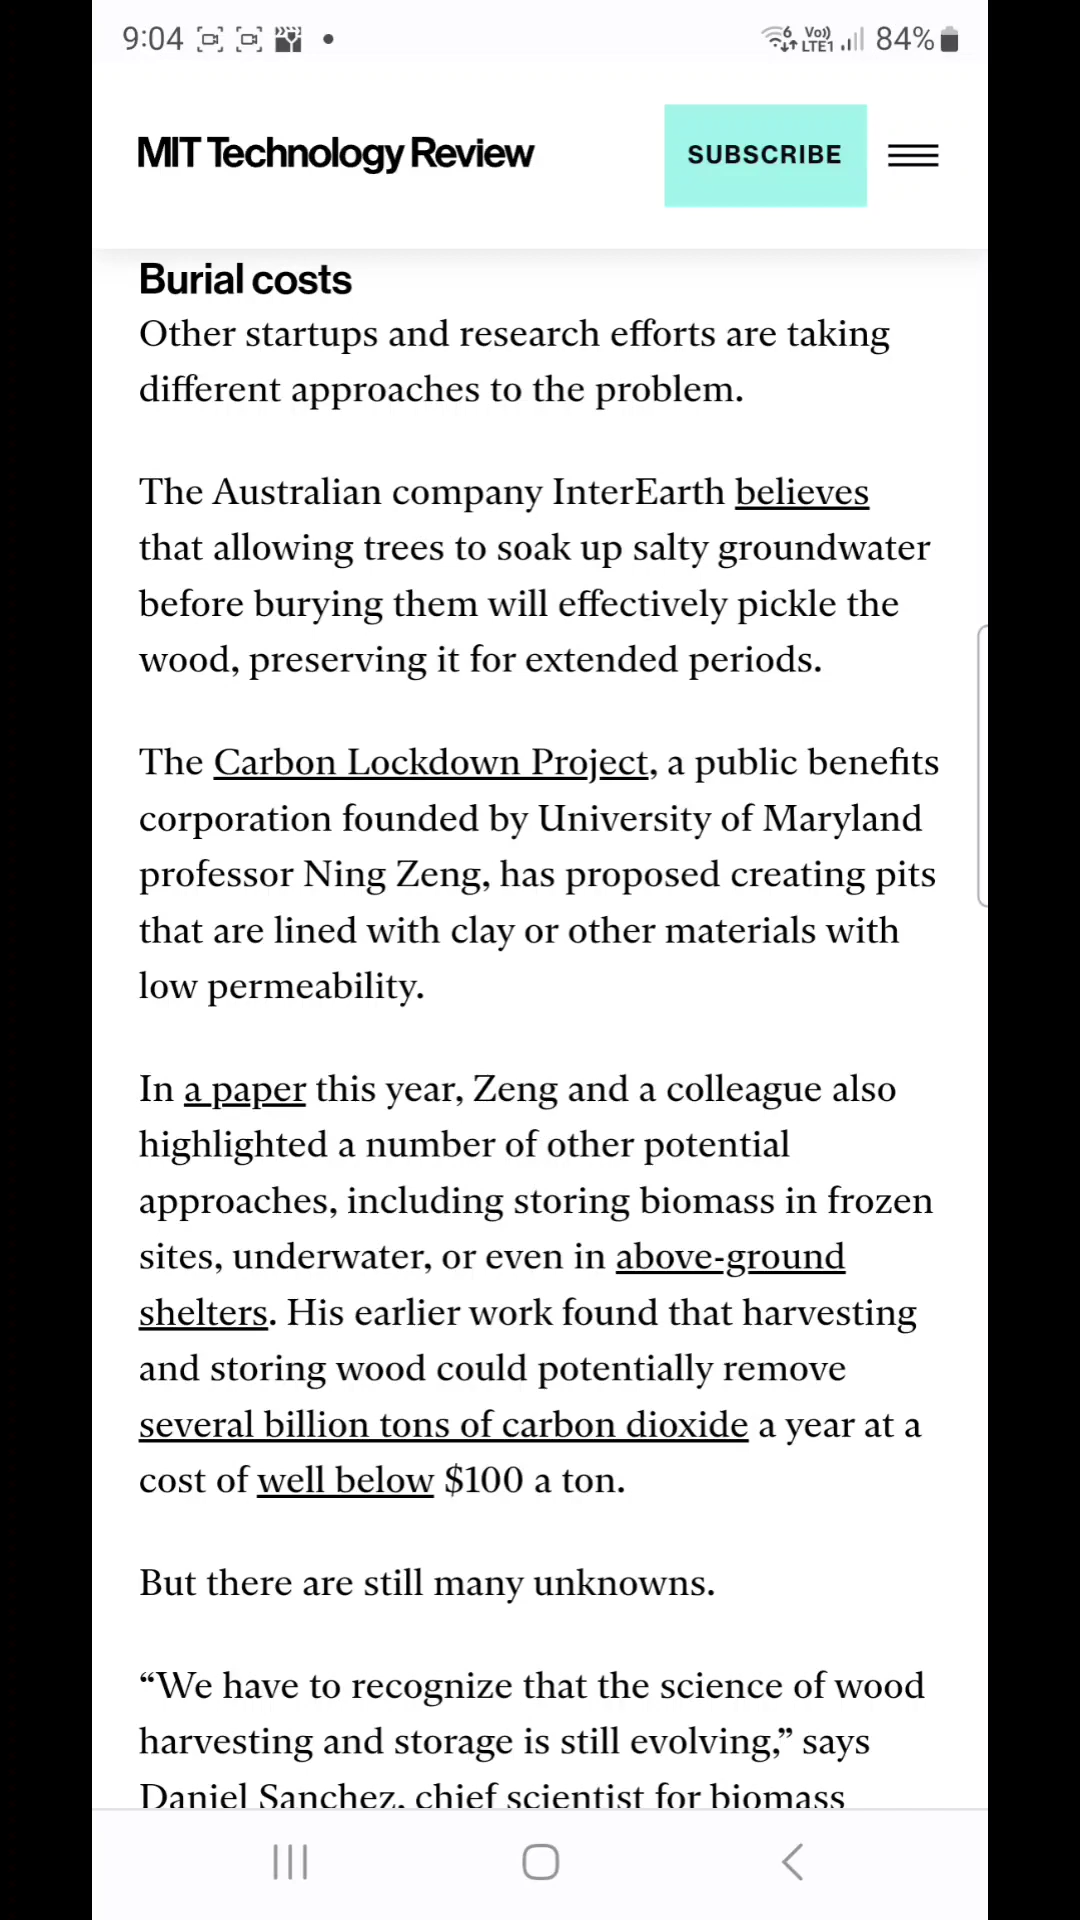 9:04
Vo)) LTE1 84%
MIT Technology Review
SUBSCRIBE
Burial costs
Other startups and research efforts are taking
different approaches to the problem.
The Australian company InterEarth believes
that allowing trees to soak up salty groundwater
before burying them will effectively pickle the
wood, preserving it for extended periods.
The Carbon Lockdown Project, a public benefits
corporation founded by University of Maryland
professor Ning Zeng, has proposed creating pits
that are lined with clay or other materials with
low permeability.
In a paper this year, Zeng and a colleague also
highlighted a number of other potential
approaches, including storing biomass in frozen
sites, underwater, or even in above-ground
shelters. His earlier work found that harvesting
and storing wood could potentially remove
several billion tons of carbon dioxide a year at a
cost of well below $100 a ton.
But there are still many unknowns.
“We have to recognize that the science of wood
harvesting and storage is still evolving,” says
Daniel Sanchez, chief scientist for biomass